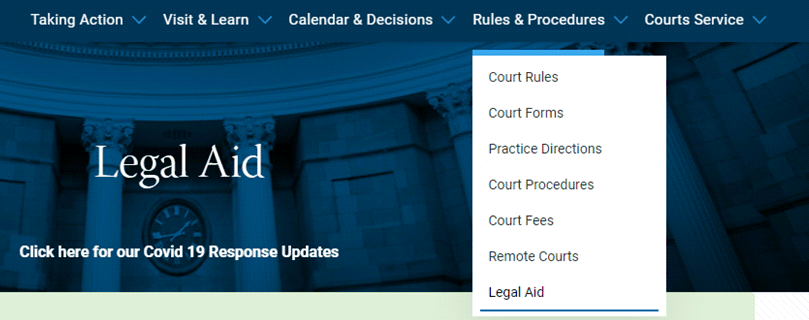 Taking Action Visit & Learn Calendar & Decisions Rules & Procedures Courts Service
Court Rules
Court Forms
Practice Directions
Court Procedures
Court Fees
Remote Courts
Legal Aid
Legal Aid
Click here for our Covid 19 Response Updates